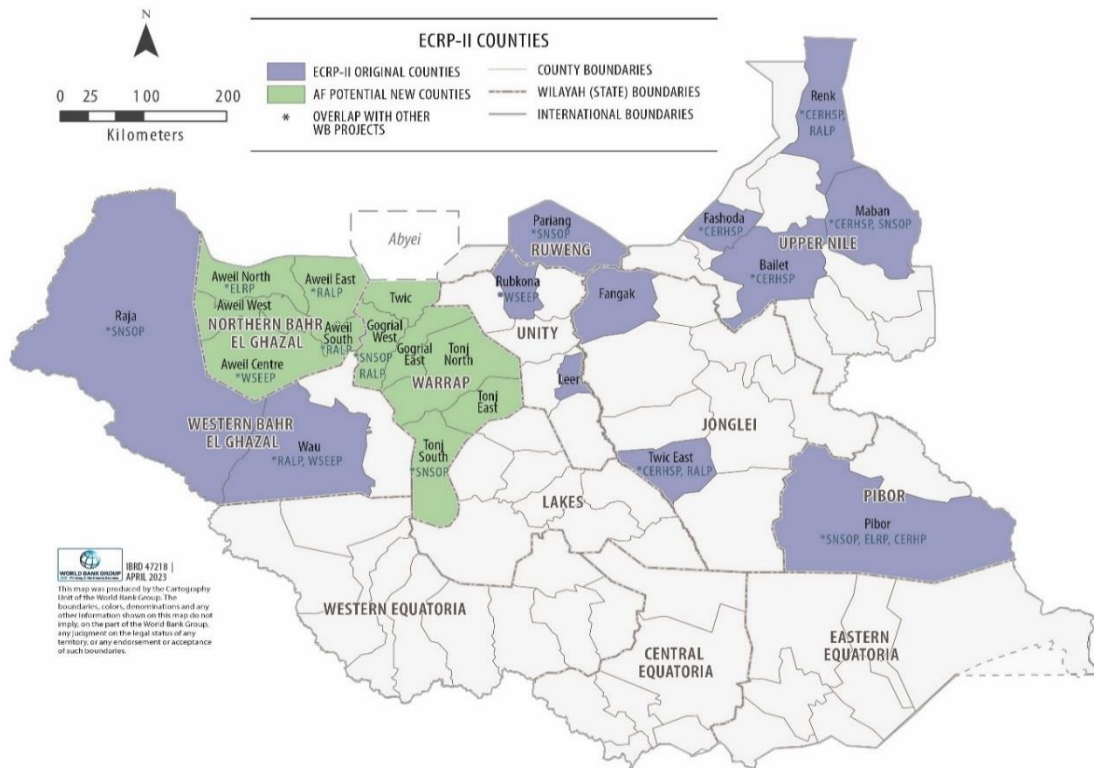 N
0 25 100 200
Kilometers
ECRP-II COUNTIES
ECRP-II ORIGINAL COUNTIES
AF POTENTIAL NEW COUNTIES
* OVERLAP WITH OTHER
WB PROJECTS
COUNTY BOUNDARIES
WILAYAH (STATE) BOUNDARIES
INTERNATIONAL BOUNDARIES
Renk
*CERHSP,
RALP
Maban
*CERHSP, SNSOP
Fashoda
*CERHSP
UPPER NILE
Bailet
*CERHSP
Pariang
*SNSOP
RUWENG
Abyei
Rubkona
*WSEEP
Fangak
UNITY
Leer
Aweil North
*ELRP
Aweil East
*RALP
Aweil West
NORTHERN BAHR
EL GHAZAL
Aweil
South
*RALP
Aweil Centre
*WSEEP
Twic
Gogrial
West
*SNSOP
RALP
Gogrial
East
Tonj
North
WARRAP
Tonj
East
Tonj
South
*SNSOP
Raja
*SNSOP
WESTERN BAHR
EL GHAZAL
Wau
*RALP, WSEEP
JONGLEI
Twic East
*CERHSP, RALP
LAKES
PIBOR
Pibor
*SNSOP, ELRP, CERHP
WESTERN EQUATORIA
CENTRAL
EQUATORIA
EASTERN
EQUATORIA
WORLD BANK GROUP
IBRD 47218 |
APRIL 2023
This map was produced by the Cartography
Unit of the World Bank Group. The
boundaries, colors, denominations and any
other information shown on this map do not
imply, on the part of the World Bank Group,
any judgment on the legal status of any
territory, or any endorsement or acceptance
of such boundaries.